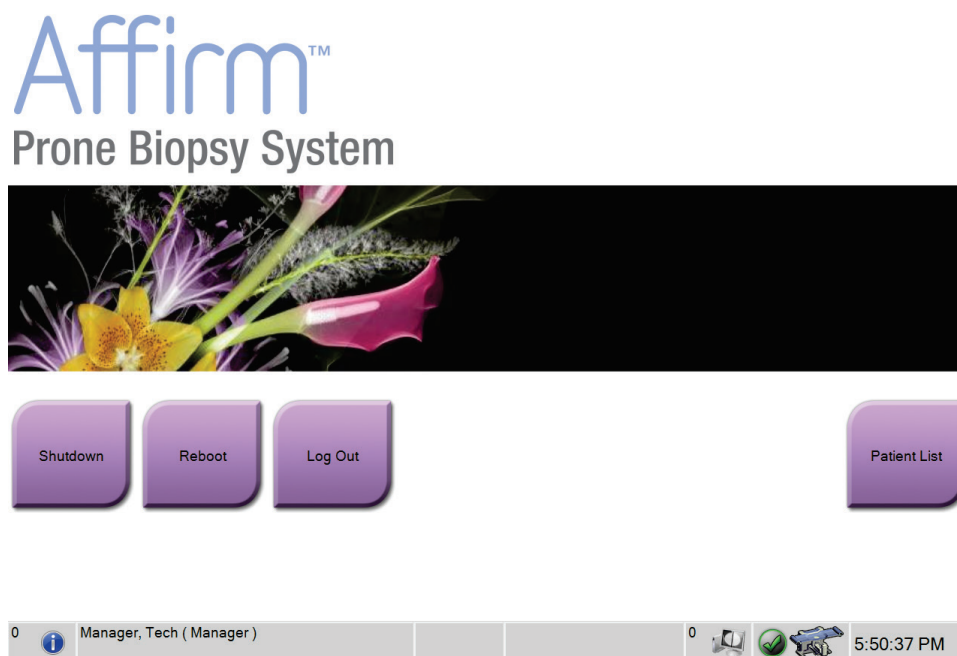 Affirm™
Prone Biopsy System
Shutdown
Reboot
Log Out
Patient List
0
Manager, Tech ( Manager )
0
5:50:37 PM